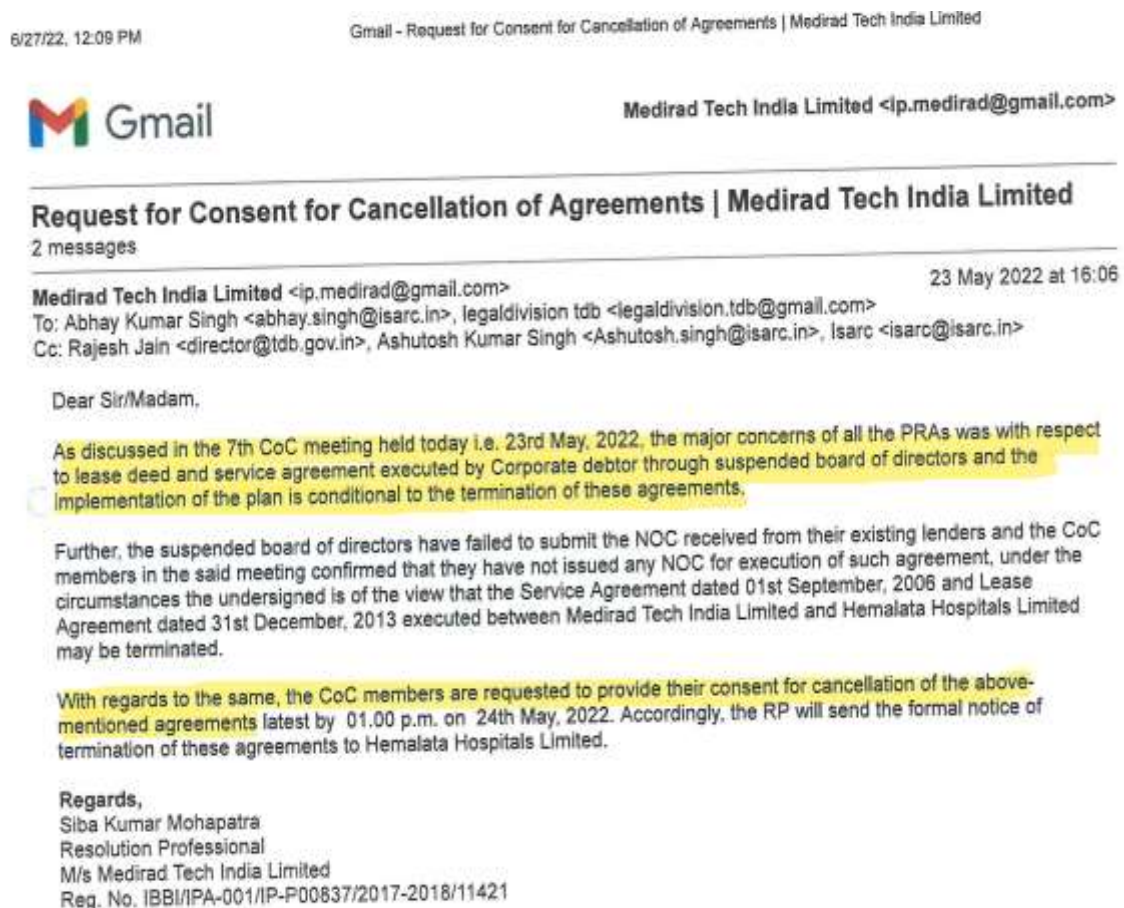 6/27/22, 12:09 PM
Gmail - Request for Consent for Cancellation of Agreements | Medirad Tech India Limited
Gmail
Medirad Tech India Limited <ip.medirad@gmail.com>
Request for Consent for Cancellation of Agreements | Medirad Tech India Limited
2 messages
Medirad Tech India Limited <ip.medirad@gmail.com>
23 May 2022 at 16:06
To: Abhay Kumar Singh <abhay.singh@isarc.in>, legaldivision tdb <legaldivision.tdb@gmail.com>
Cc: Rajesh Jain <director@tdb.gov.in>, Ashutosh Kumar Singh <Ashutosh.singh@isarc.in>, Isarc <isarc@isarc.in>
Dear Sir/Madam,
As discussed in the 7th CoC meeting held today i.e. 23rd May, 2022, the major concerns of all the PRAs was with respect
to lease deed and service agreement executed by Corporate debtor through suspended board of directors and the
implementation of the plan is conditional to the termination of these agreements.
Further, the suspended board of directors have failed to submit the NOC received from their existing lenders and the CoC
members in the said meeting confirmed that they have not issued any NOC for execution of such agreement, under the
circumstances the undersigned is of the view that the Service Agreement dated 01st September, 2006 and Lease
Agreement dated 31st December, 2013 executed between Medirad Tech India Limited and Hemalata Hospitals Limited
may be terminated.
With regards to the same, the CoC members are requested to provide their consent for cancellation of the above-
mentioned agreements latest by 01.00 p.m. on 24th May, 2022. Accordingly, the RP will send the formal notice of
termination of these agreements to Hemalata Hospitals Limited.
Regards,
Siba Kumar Mohapatra
Resolution Professional
M/s Medirad Tech India Limited
Reg. No. IBBI/IPA-001/IP-P00837/2017-2018/11421